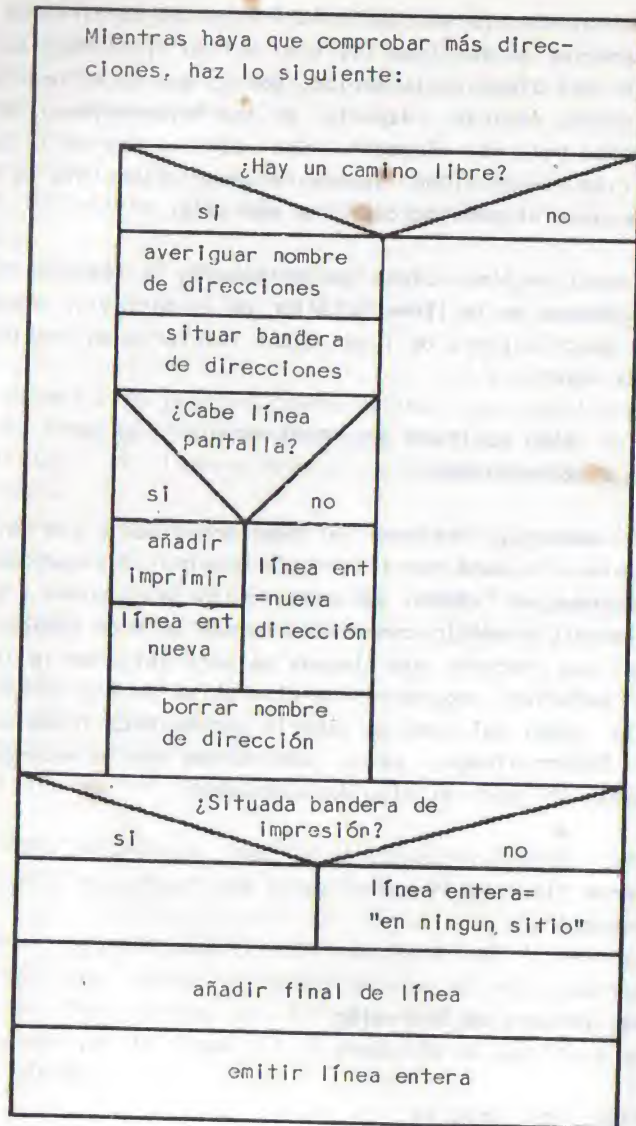 Mientras haya que comprobar más direc-
ciones, haz lo siguiente:
¿Hay un camino libre?
si
no
averiguar nombre
de direcciones
situar bandera
de direcciones
¿Cabe línea
pantalla?
si
no
añadir
imprimir
línea ent
nueva
línea ent
=nueva
dirección
borrar nombre
de dirección
¿Situada bandera de
impresión?
si
no
línea entera=
"en ningun, sitio"
añadir final de línea
emitir línea entera